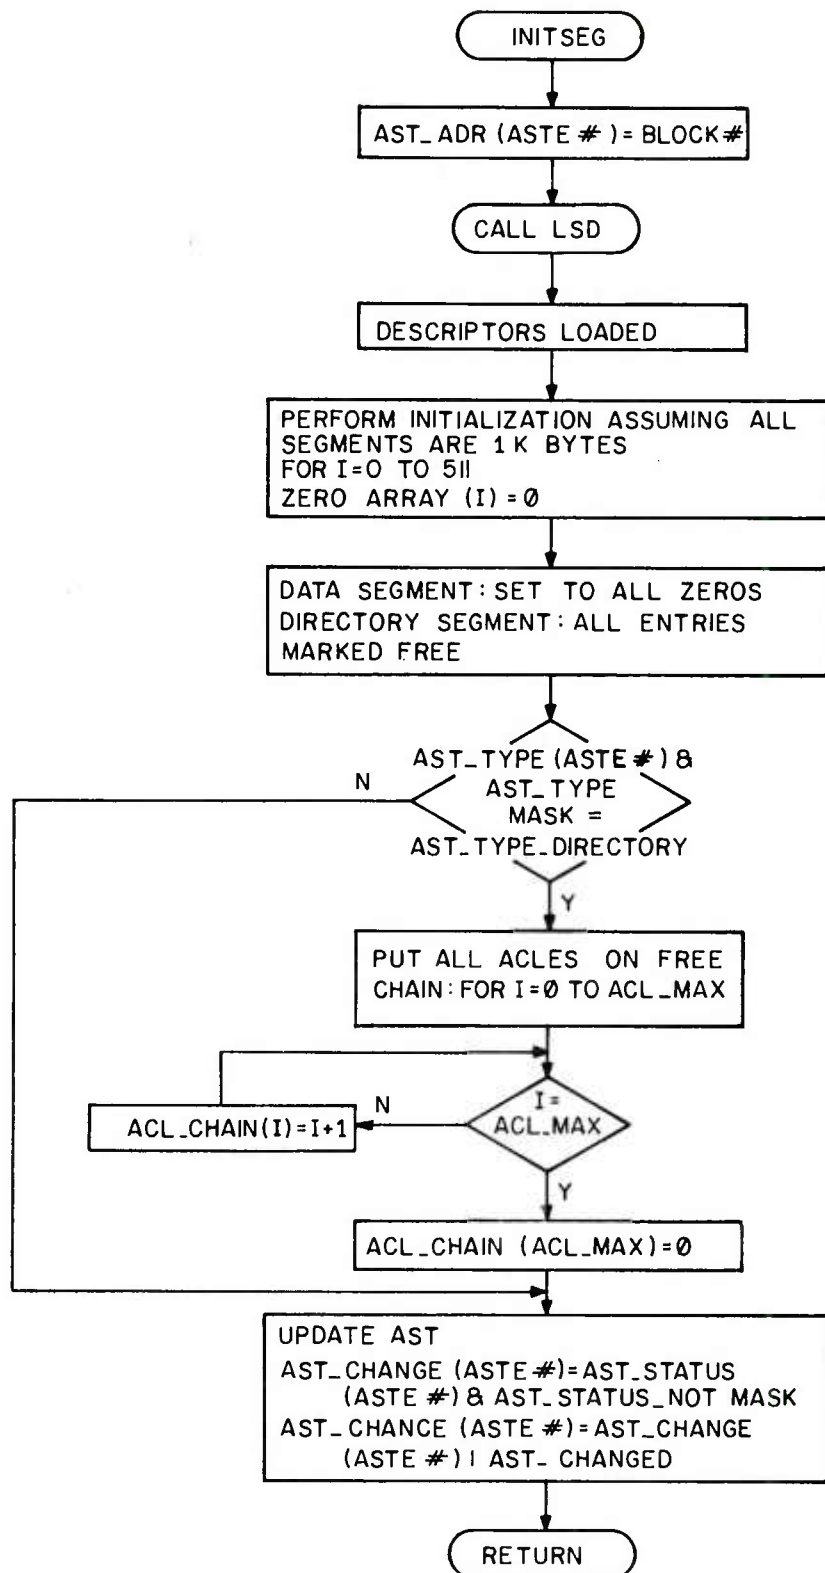 INITSEG
AST_ADR (ASTE #) = BLOCK#
CALL LSD
DESCRIPTORS LOADED
PERFORM INITIALIZATION ASSUMING ALL
SEGMENTS ARE 1K BYTES
FOR I=0 TO 511
ZERO ARRAY (I) = Ø
DATA SEGMENT: SET TO ALL ZEROS
DIRECTORY SEGMENT: ALL ENTRIES
MARKED FREE
AST_TYPE (ASTE #) &
N
AST_TYPE
MASK =
AST_TYPE_DIRECTORY
Y
PUT ALL ACLES ON FREE
CHAIN: FOR I=Ø TO ACL_MAX
I=
ACL_MAX
N
ACL_CHAIN(I)=I+1
Y
ACL_CHAIN (ACL_MAX)=Ø
UPDATE AST
AST_CHANGE (ASTE #)=AST_STATUS
(ASTE #) & AST_STATUS_NOT MASK
AST_CHANCE (ASTE #)=AST_CHANGE
(ASTE #) | AST_CHANGED
RETURN